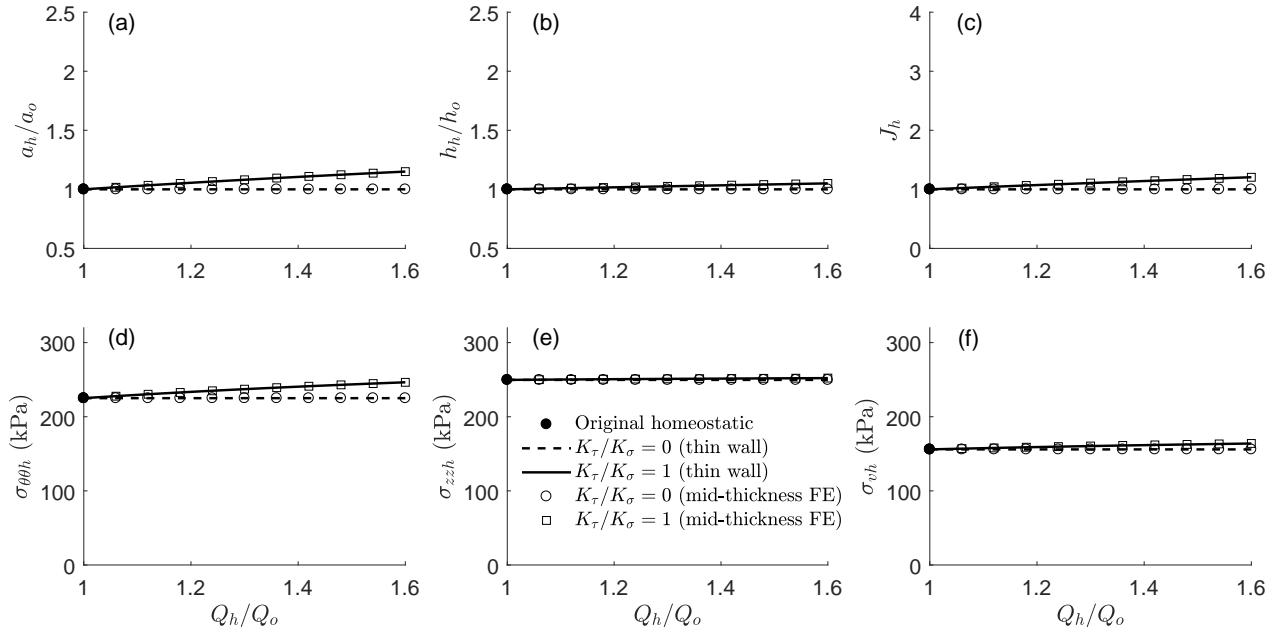 (a)
2.5
2
1.5
1
0.5
a_h/a_o
1 1.2 1.4 1.6
(b)
2.5
2
1.5
1
0.5
h_h/h_o
1 1.2 1.4 1.6
(c)
4
3
2
1
0
J_h
1 1.2 1.4 1.6
(d)
300
200
100
0
σ_θθh (kPa)
1 1.2 1.4 1.6
Q_h/Q_o
(e)
300
200
100
0
σ_zzh (kPa)
Original homeostatic
K_τ/K_σ = 0 (thin wall)
K_τ/K_σ = 1 (thin wall)
K_τ/K_σ = 0 (mid-thickness FE)
K_τ/K_σ = 1 (mid-thickness FE)
1 1.2 1.4 1.6
Q_h/Q_o
(f)
300
200
100
0
σ_vh (kPa)
1 1.2 1.4 1.6
Q_h/Q_o